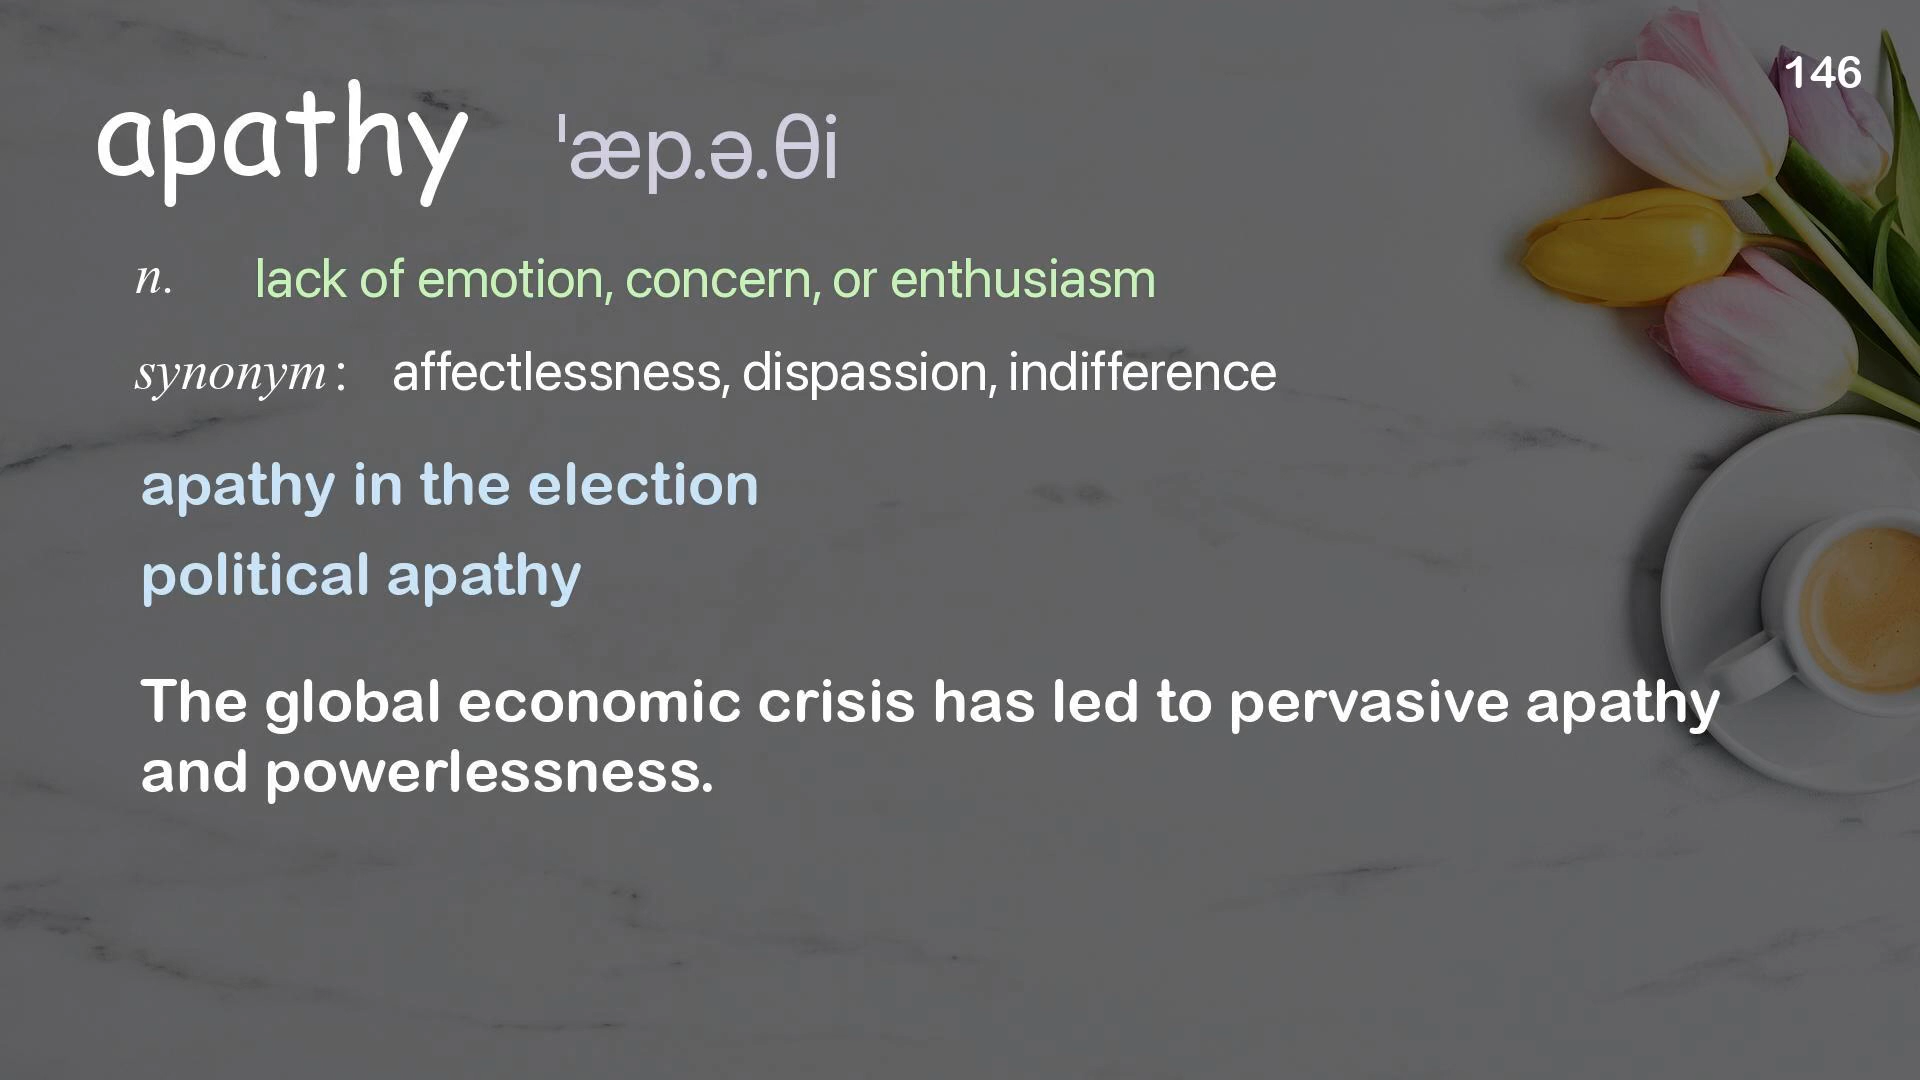 146
apathy ˈæp.ə.θi
n. lack of emotion, concern, or enthusiasm
synonym: affectlessness, dispassion, indifference
apathy in the election
political apathy
The global economic crisis has led to pervasive apathy
and powerlessness.